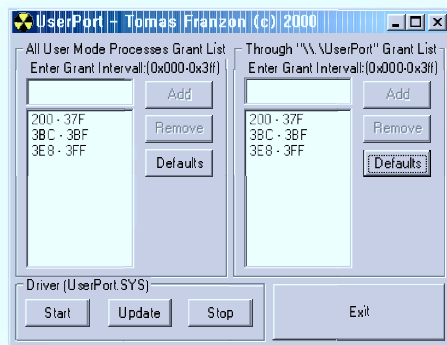 UserPort - Tomas Franzon (c) 2000
All User Mode Processes Grant List
Enter Grant Intervall:(0x000-0x3ff)
Add
200 - 37F
3BC - 3BF
3E8 - 3FF
Remove
Defaults
Through "\\.\UserPort" Grant List
Enter Grant Intervall:(0x000-0x3ff)
Add
200 - 37F
3BC - 3BF
3E8 - 3FF
Remove
Defaults
Driver (UserPort.SYS)
Start
Update
Stop
Exit